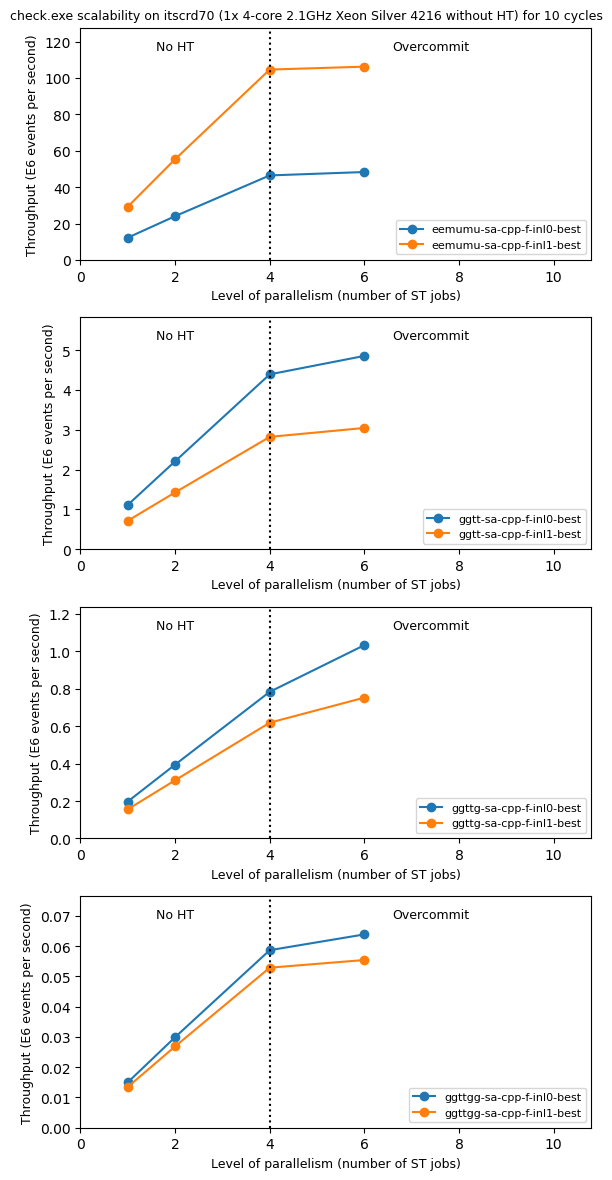 check.exe scalability on itscrd70 (1x 4-core 2.1GHz Xeon Silver 4216 without HT) for 10 cycles
Throughput (E6 events per second)
120
100
80
60
40
20
0
No HT
Overcommit
eemumu-sa-cpp-f-inl0-best
eemumu-sa-cpp-f-inl1-best
0 2 4 6 8 10
Level of parallelism (number of ST jobs)
Throughput (E6 events per second)
5
4
3
2
1
0
No HT
Overcommit
ggtt-sa-cpp-f-inl0-best
ggtt-sa-cpp-f-inl1-best
0 2 4 6 8 10
Level of parallelism (number of ST jobs)
Throughput (E6 events per second)
1.2
1.0
0.8
0.6
0.4
0.2
0.0
No HT
Overcommit
ggttg-sa-cpp-f-inl0-best
ggttg-sa-cpp-f-inl1-best
0 2 4 6 8 10
Level of parallelism (number of ST jobs)
Throughput (E6 events per second)
0.07
0.06
0.05
0.04
0.03
0.02
0.01
0.00
No HT
Overcommit
ggttgg-sa-cpp-f-inl0-best
ggttgg-sa-cpp-f-inl1-best
0 2 4 6 8 10
Level of parallelism (number of ST jobs)